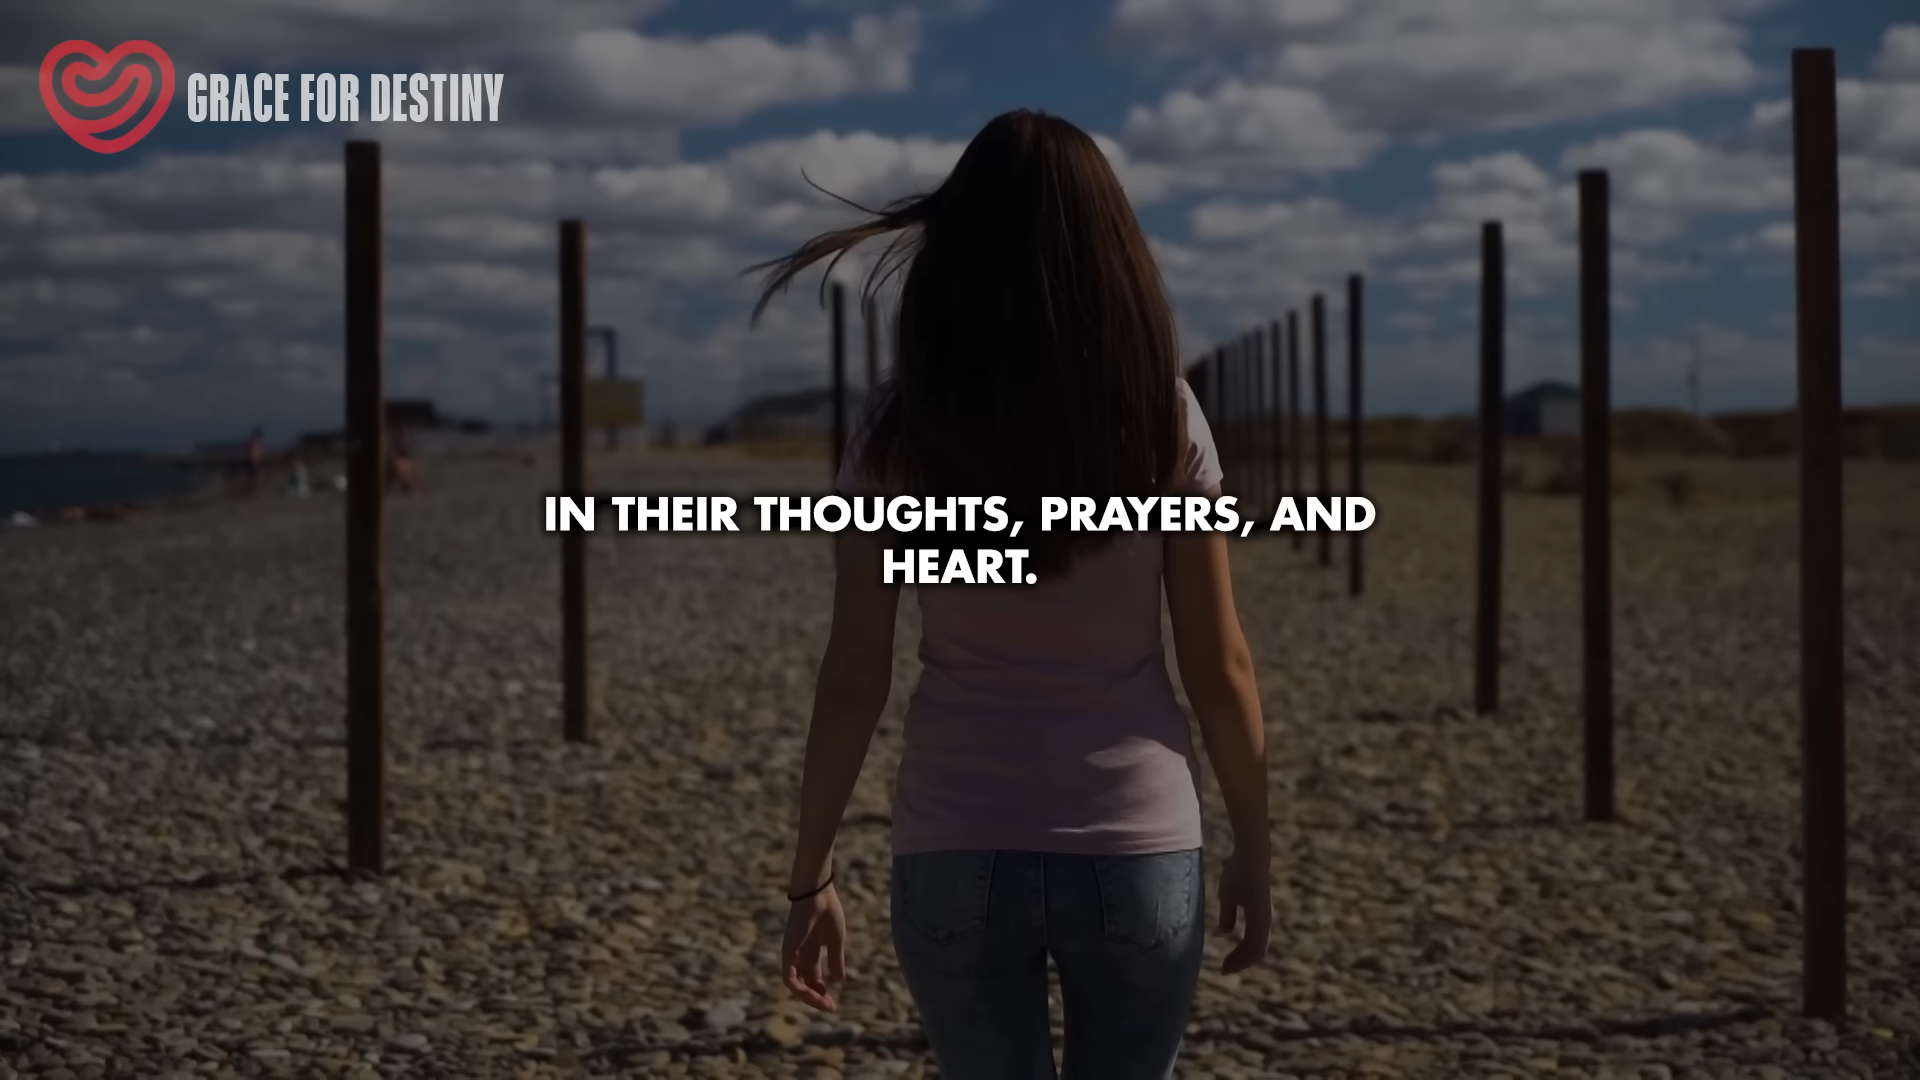 GRACE FOR DESTINY
IN THEIR THOUGHTS, PRAYERS, AND
HEART.